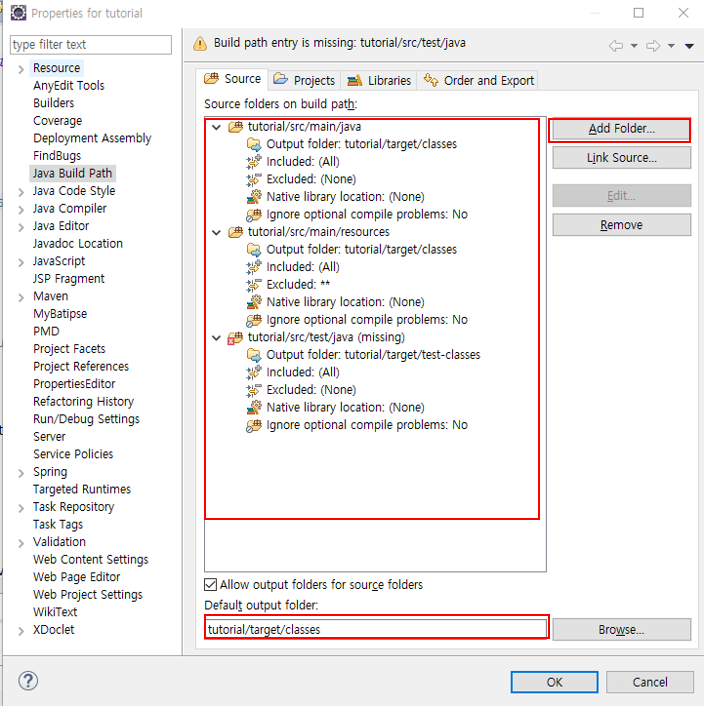 Properties for tutorial
type filter text
Resource
AnyEdit Tools
Builders
Coverage
Deployment Assembly
FindBugs
Java Build Path
Java Code Style
Java Compiler
Java Editor
Javadoc Location
JavaScript
JSP Fragment
Maven
MyBatipse
PMD
Project Facets
Project References
PropertiesEditor
Refactoring History
Run/Debug Settings
Server
Service Policies
Spring
Targeted Runtimes
Task Repository
Task Tags
Validation
Web Content Settings
Web Page Editor
Web Project Settings
WikiText
XDoclet
Build path entry is missing: tutorial/src/test/java
Source
Projects
Libraries
Order and Export
Source folders on build path:
tutorial/src/main/java
Output folder: tutorial/target/classes
Included: (All)
Excluded: (None)
Native library location: (None)
Ignore optional compile problems: No
tutorial/src/main/resources
Output folder: tutorial/target/classes
Included: (All)
Excluded: **
Native library location: (None)
Ignore optional compile problems: No
tutorial/src/test/java (missing)
Output folder: tutorial/target/test-classes
Included: (All)
Excluded: (None)
Native library location: (None)
Ignore optional compile problems: No
Add Folder...
Link Source...
Edit...
Remove
Allow output folders for source folders
Default output folder:
tutorial/target/classes
Browse...
OK
Cancel